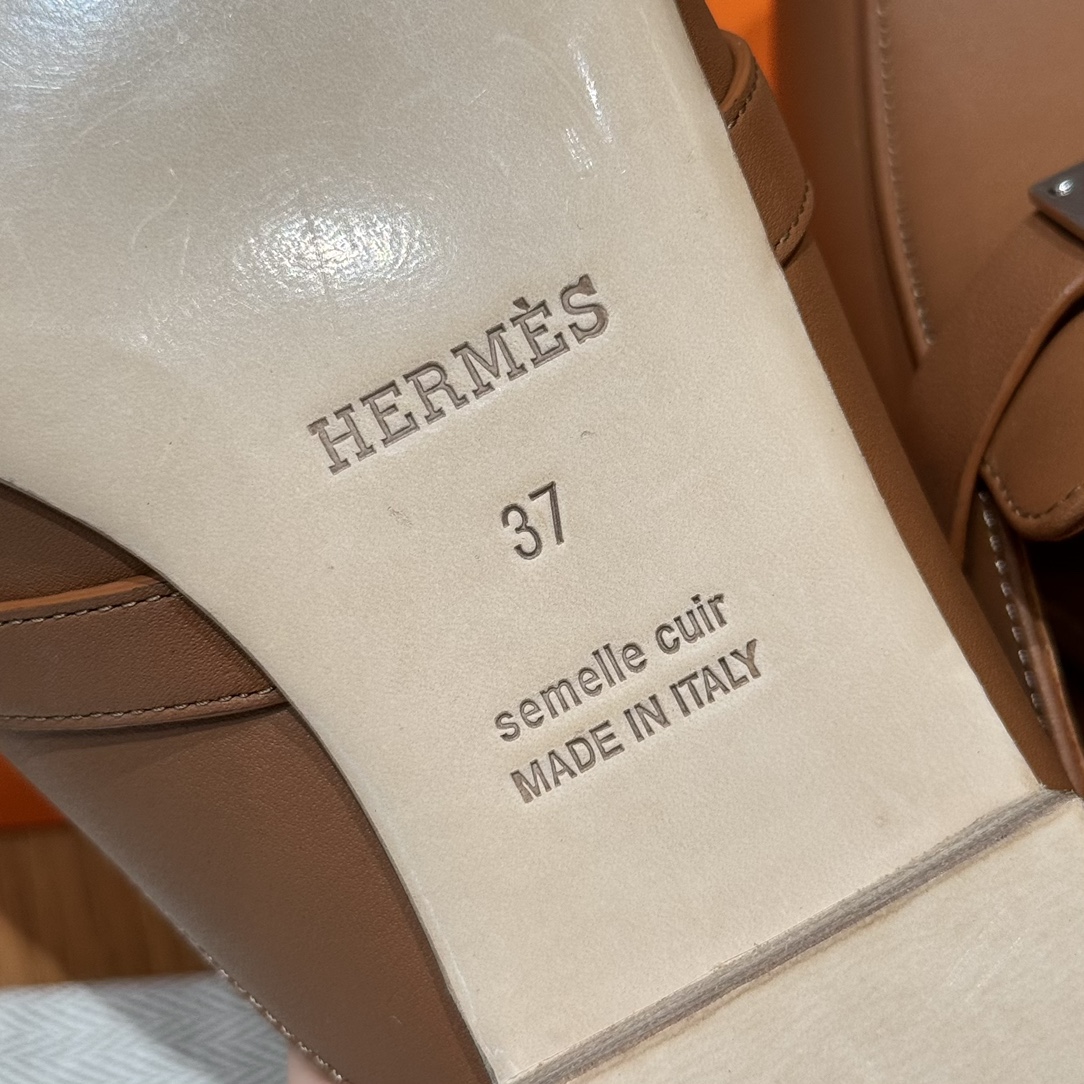 HERMÈS
37
semelle cuir
MADE IN ITALY